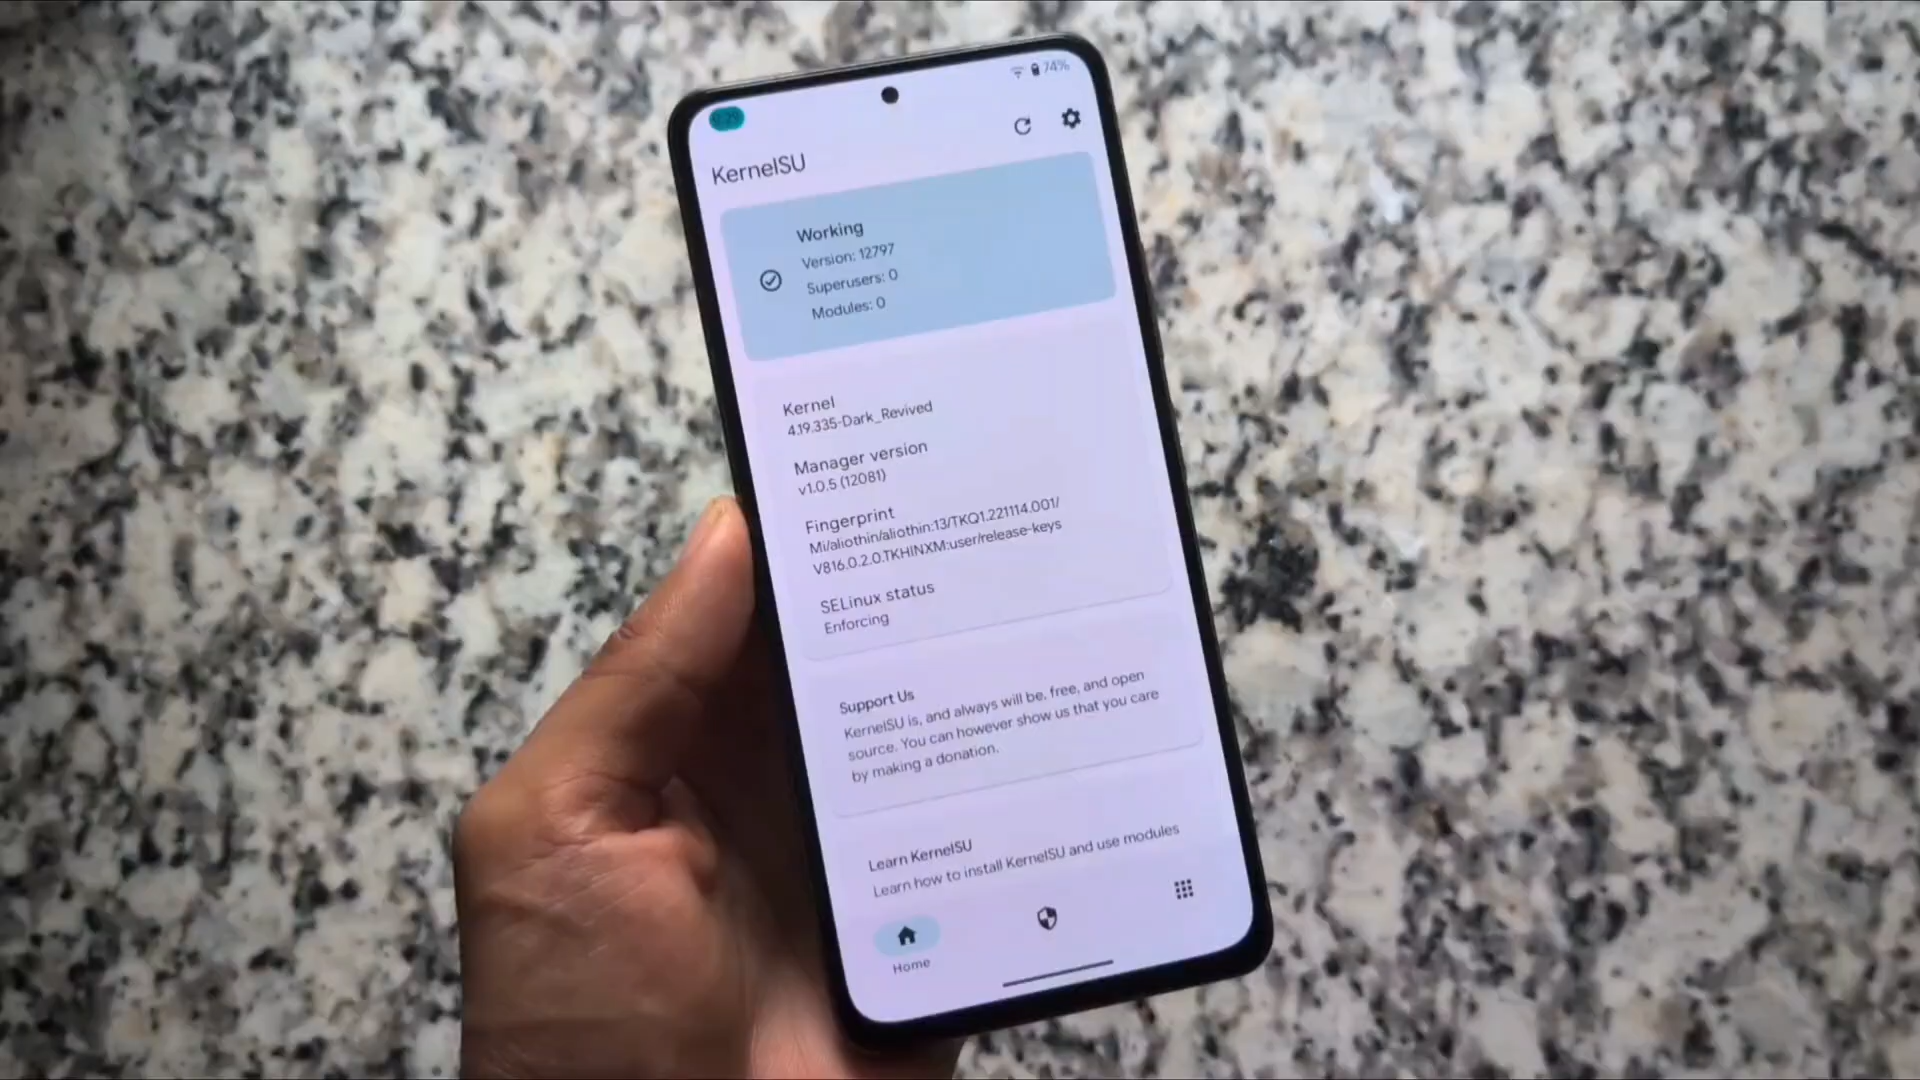 9:29
74%
KernelSU
Working
Version: 12797
Superusers: 0
Modules: 0
Kernel
4.19.335-Dark_Revived
Manager version
v1.0.5 (12081)
Fingerprint
Mi/aliothin/aliothin:13/TKQ1.221114.001/
V816.0.2.0.TKHINXM:user/release-keys
SELinux status
Enforcing
Support Us
KernelSU is, and always will be, free, and open
source. You can however show us that you care
by making a donation.
Learn KernelSU
Learn how to install KernelSU and use modules
Home